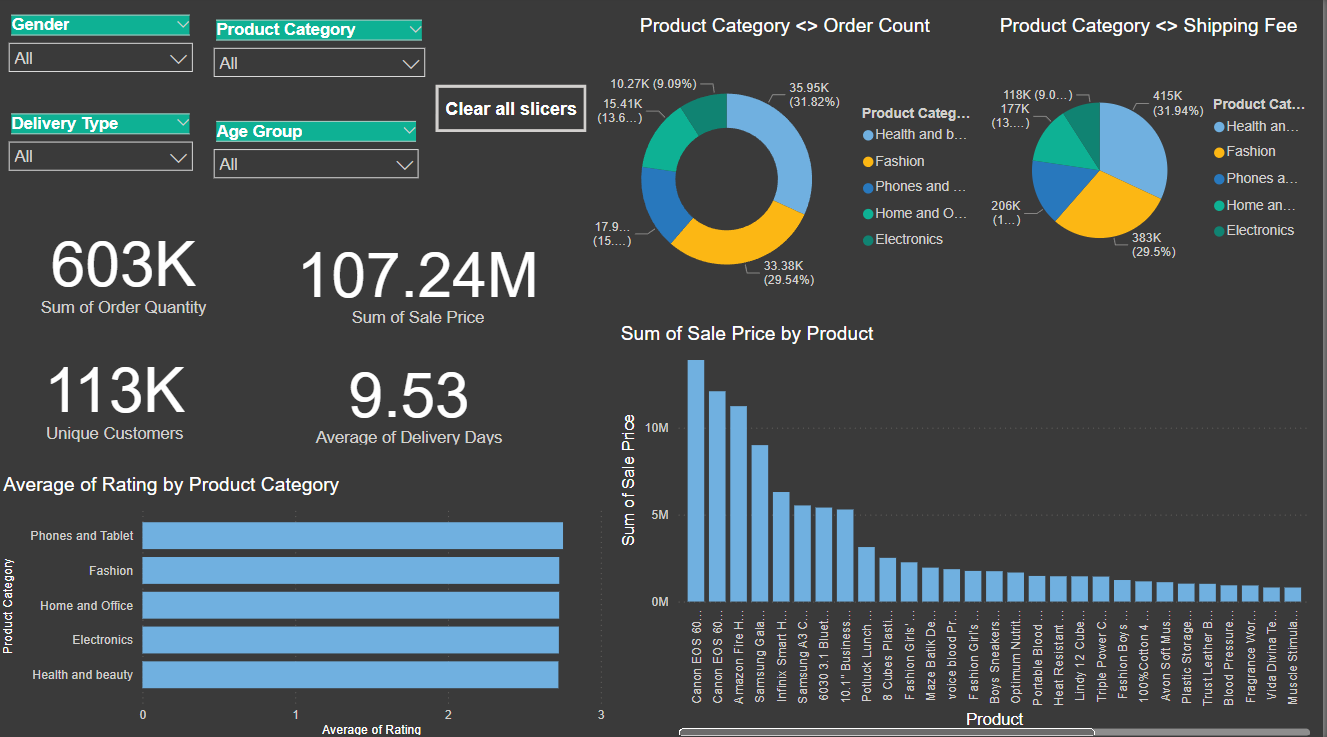 Gender
All
Product Category
All
Delivery Type
All
Age Group
All
Clear all slicers
603K
Sum of Order Quantity
107.24M
Sum of Sale Price
113K
Unique Customers
9.53
Average of Delivery Days
Product Category <> Order Count
35.95K
(31.82%)
33.38K
(29.54%)
17.9...
(15....)
15.41K
(13.6...)
10.27K (9.09%)
Product Categ...
Health and b...
Fashion
Phones and ...
Home and O...
Electronics
Product Category <> Shipping Fee
415K
(31.94%)
383K
(29.5%)
206K
(1...)
177K
(13....)
118K (9.0...)
Product Cat...
Health an...
Fashion
Phones a...
Home an...
Electronics
Average of Rating by Product Category
Product Category
Phones and Tablet
Fashion
Home and Office
Electronics
Health and beauty
0
1
2
3
Average of Rating
Sum of Sale Price by Product
Sum of Sale Price
10M
5M
0M
Canon EOS 60...
Canon EOS 60...
Amazon Fire H...
Samsung Gala...
Infinix Smart H...
Samsung A3 C...
6030 3.1 Bluet...
10.1" Business...
Potluck Lunch ...
8 Cubes Plasti...
Fashion Girls' ...
Maze Batik De...
voice blood Pr...
Fashion Girl's ...
Boys Sneakers...
Optimum Nutrit...
Portable Blood ...
Heat Resistant ...
Lindy 12 Cube...
Triple Power C...
Fashion Boys ...
100%Cotton 4...
Avon Soft Mus...
Plastic Storage...
Trust Leather B...
Blood Pressure...
Fragrance Wor...
Vida Divina Te...
Muscle Stimula...
Product